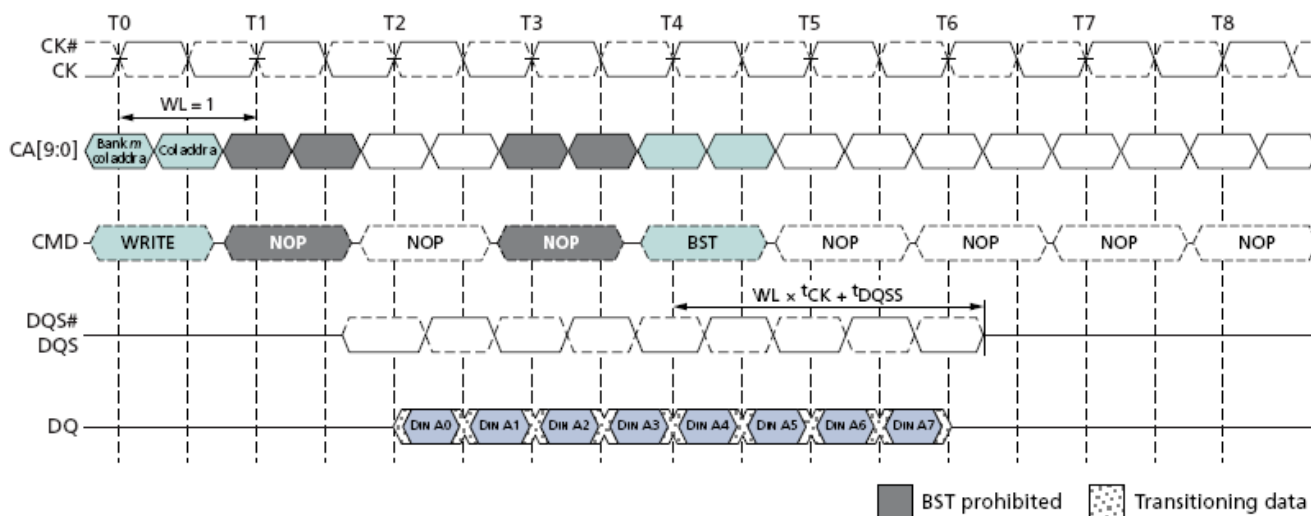 T0 T1 T2 T3 T4 T5 T6 T7 T8
CK#
CK
WL = 1
CA[9:0] Bank m col addr a Col addr a
CMD WRITE NOP NOP NOP BST NOP NOP NOP NOP
WL × tCK + tDQSS
DQS#
DQS
DQ DIN A0 DIN A1 DIN A2 DIN A3 DIN A4 DIN A5 DIN A6 DIN A7
BST prohibited Transitioning data